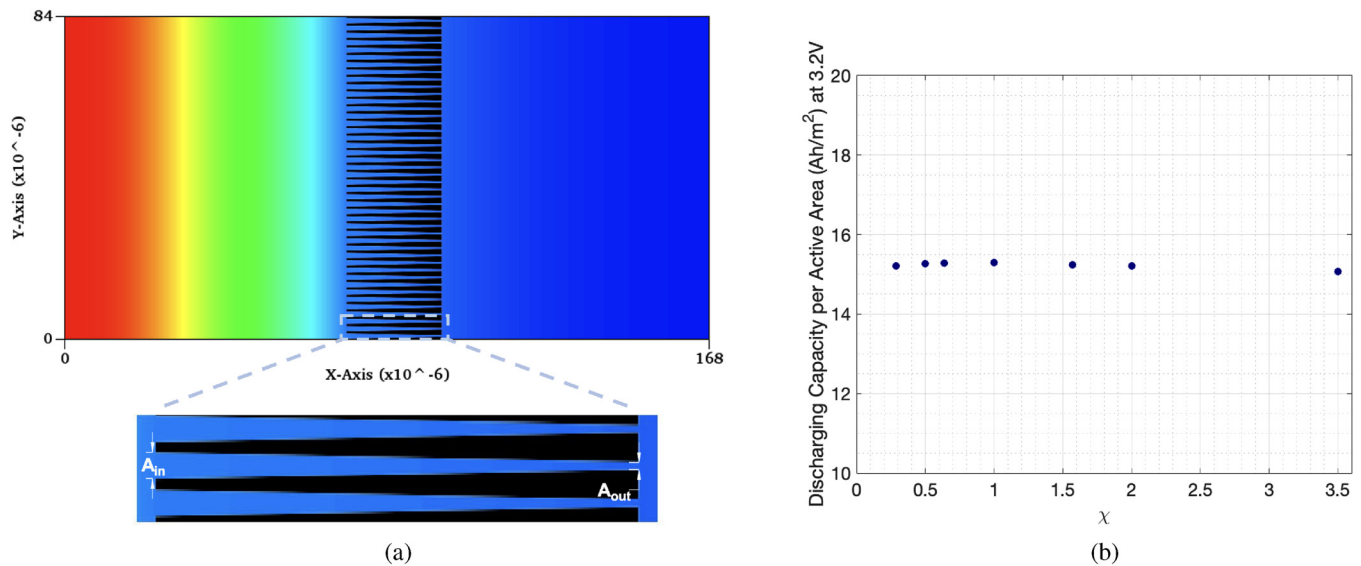 84
Y-Axis (x10^-6)
0
0
168
X-Axis (x10^-6)
A_in
A_out
(a)
Discharging Capacity per Active Area (Ah/m²) at 3.2V
20
18
16
14
12
10
0
0.5
1
1.5
2
2.5
3
3.5
χ
(b)